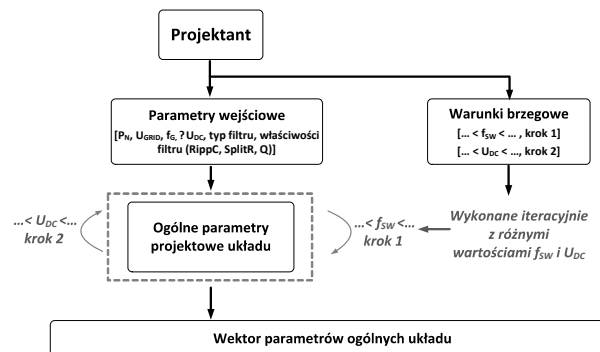 Projektant
Parametry wejściowe
[P_N, U_GRID, f_G, ?U_DC, typ filtru, właściwości
filtru (RippC, SplitR, Q)]
Warunki brzegowe
[... < f_SW < ... , krok 1]
[... < U_DC < ..., krok 2]
...< U_DC <...
krok 2
Ogólne parametry
projektowe układu
...< f_SW <...
krok 1
Wykonane iteracyjnie
z różnymi
wartościami f_SW i U_DC
Wektor parametrów ogólnych układu